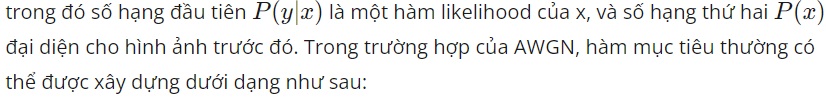 trong đó số hạng đầu tiên P(y|x) là một hàm likelihood của x, và số hạng thứ hai P(x)
đại diện cho hình ảnh trước đó. Trong trường hợp của AWGN, hàm mục tiêu thường có
thể được xây dựng dưới dạng như sau: